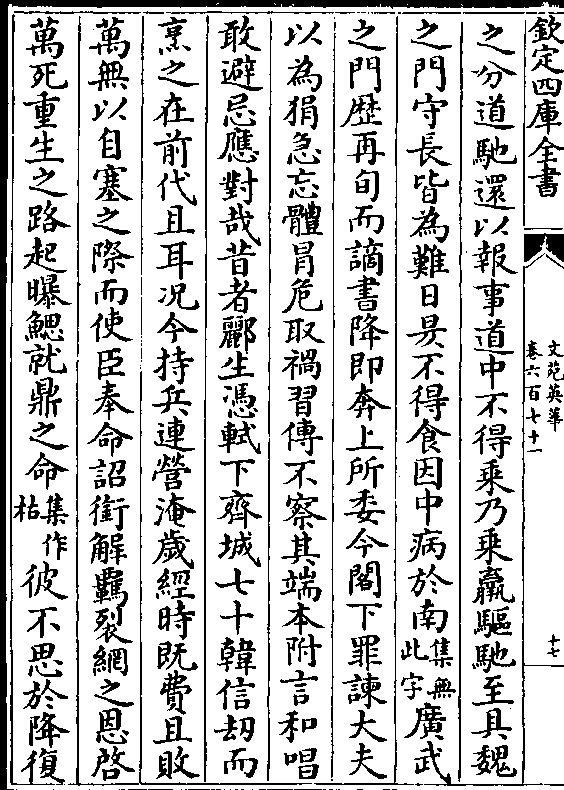 欽定四庫全書
文苑英華
卷六百七十一
十七
之分道馳還以報事道中不得乘乃乘羸驅馳至具魏
之門守長皆為難日昃不得食因中病於南集無此字廣武
之門歴再旬而謫書降即奔上所委今閣下罪諫大夫
以為狷急忘體冒危取禍習傳不察其端本附言和唱
敢避忌應對哉昔者酈生憑軾下齊城七十韓信刼而
烹之在前代且耳况今持兵連營淹歲經時既費且敗
萬無以自塞之際而使臣奉命詔銜解羈裂網之恩啓
萬死重生之路起曝鰓就鼎之命集作枯彼不思於降復